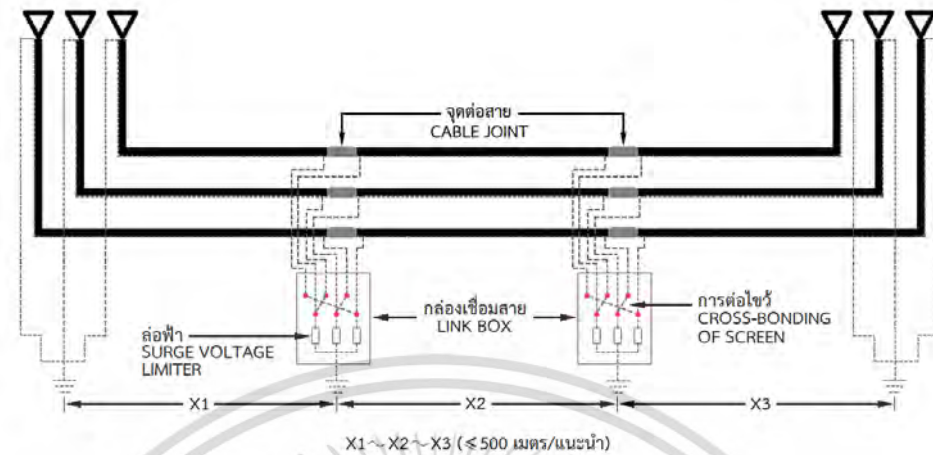 จุดต่อสาย
CABLE JOINT
กล่องเชื่อมสาย
LINK BOX
การต่อไขว้
CROSS-BONDING
OF SCREEN
ล่อฟ้า
SURGE VOLTAGE
LIMITER
X1
X2
X3
X1~X2~X3 (≤500 เมตร/แนะนำ)